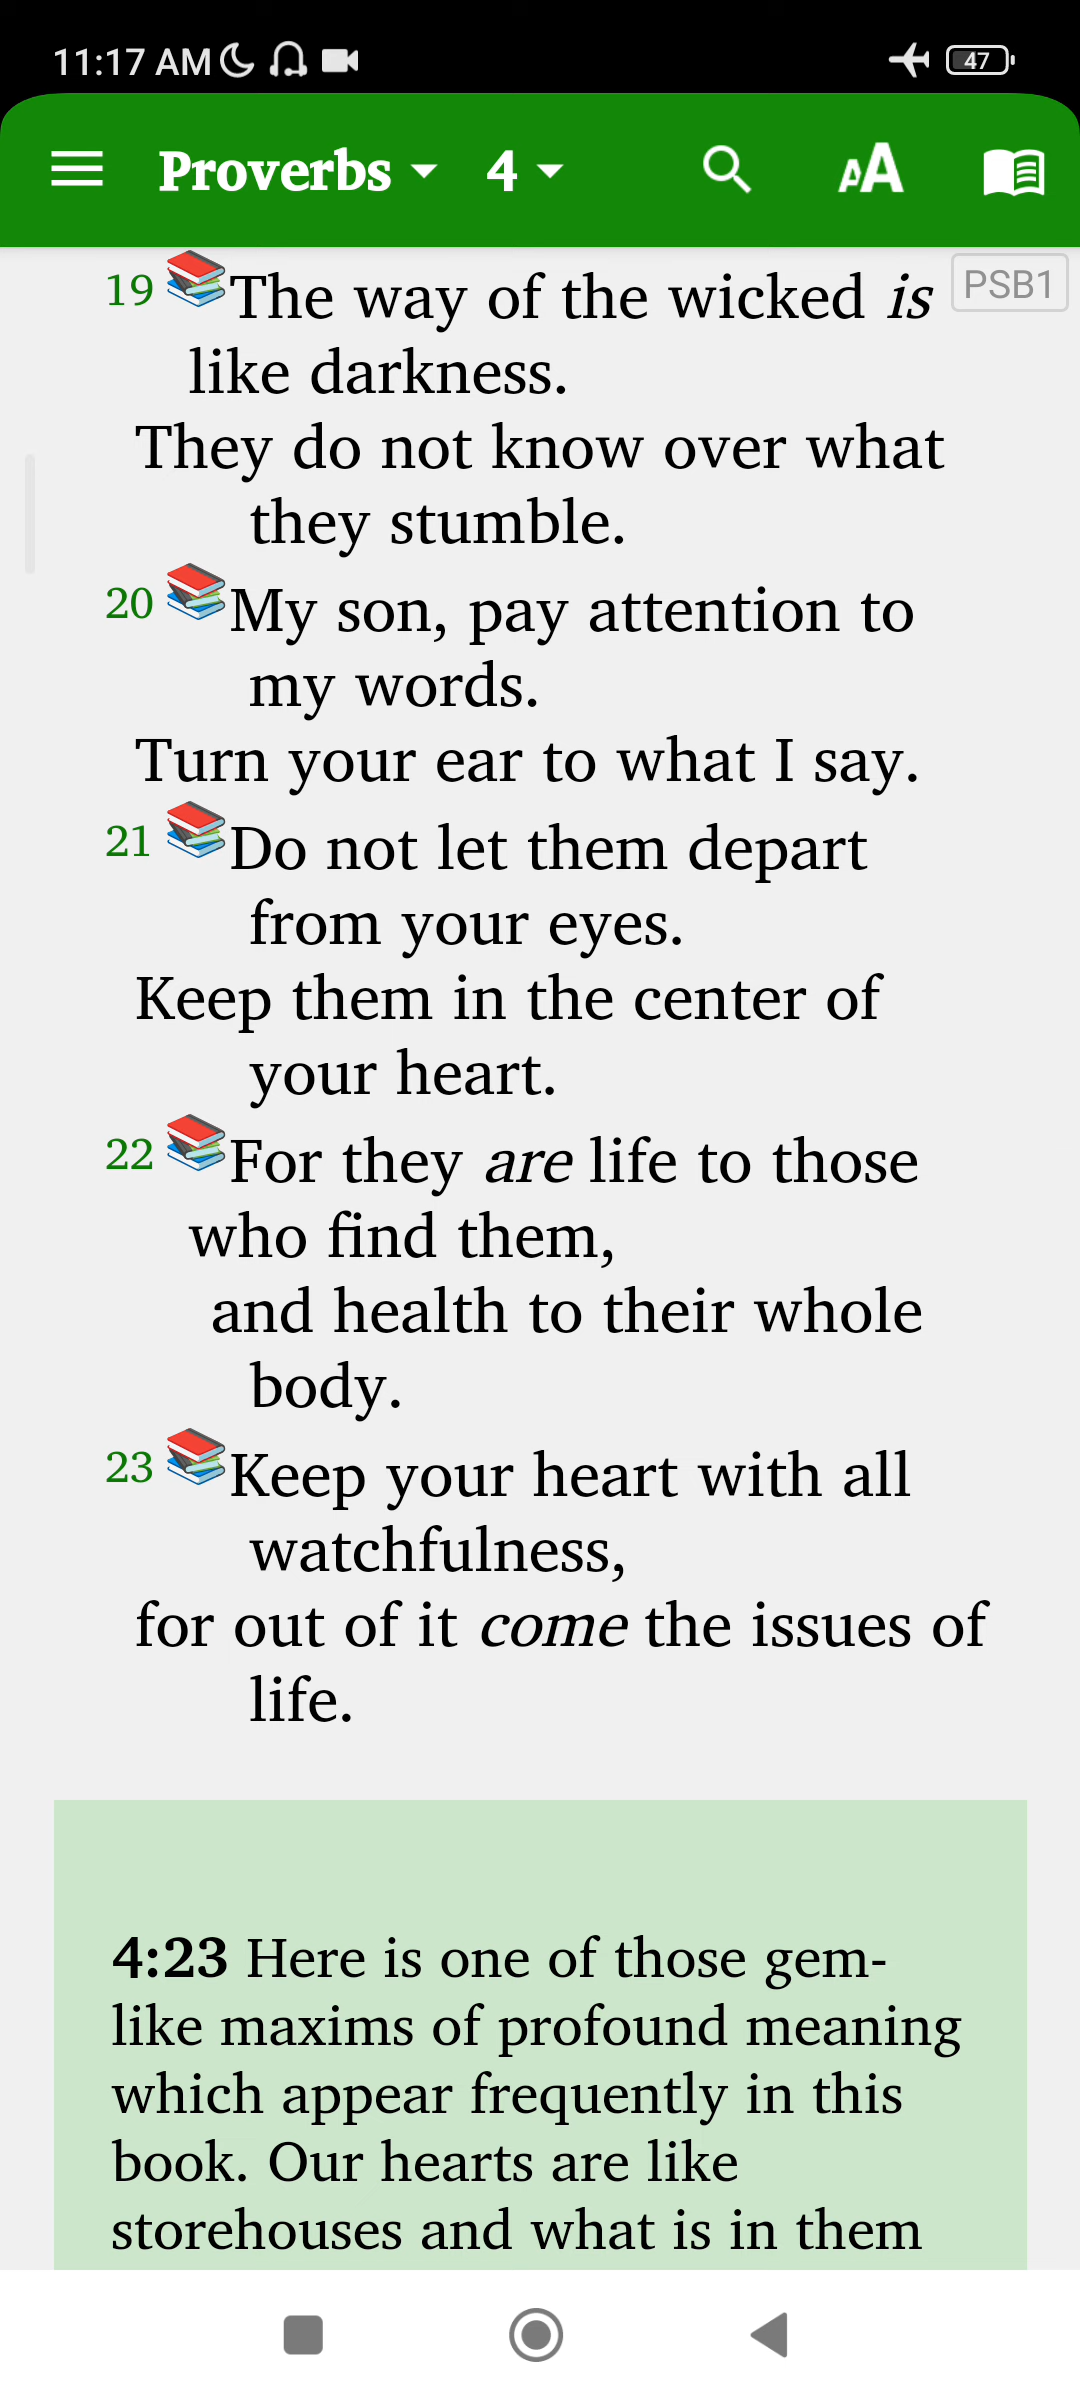 11:17 AM
47
Proverbs 4 AA
PSB1
19 The way of the wicked is
like darkness.
They do not know over what
they stumble.
20 My son, pay attention to
my words.
Turn your ear to what I say.
21 Do not let them depart
from your eyes.
Keep them in the center of
your heart.
22 For they are life to those
who find them,
and health to their whole
body.
23 Keep your heart with all
watchfulness,
for out of it come the issues of
life.
4:23 Here is one of those gem-
like maxims of profound meaning
which appear frequently in this
book. Our hearts are like
storehouses and what is in them